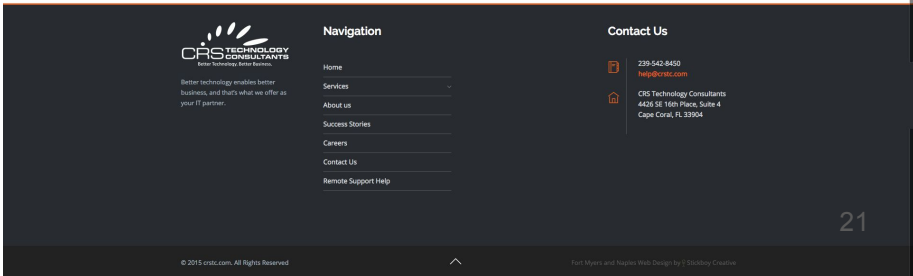 CRS TECHNOLOGY
CONSULTANTS
Better Technology. Better Business.
Better technology enables better
business, and that's what we offer as
your IT partner.
Navigation
Home
Services
About us
Success Stories
Careers
Contact Us
Remote Support Help
Contact Us
239-542-8450
help@crstc.com
CRS Technology Consultants
4426 SE 16th Place, Suite 4
Cape Coral, FL 33904
21
© 2015 crstc.com. All Rights Reserved
Fort Myers and Naples Web Design by Stickboy Creative